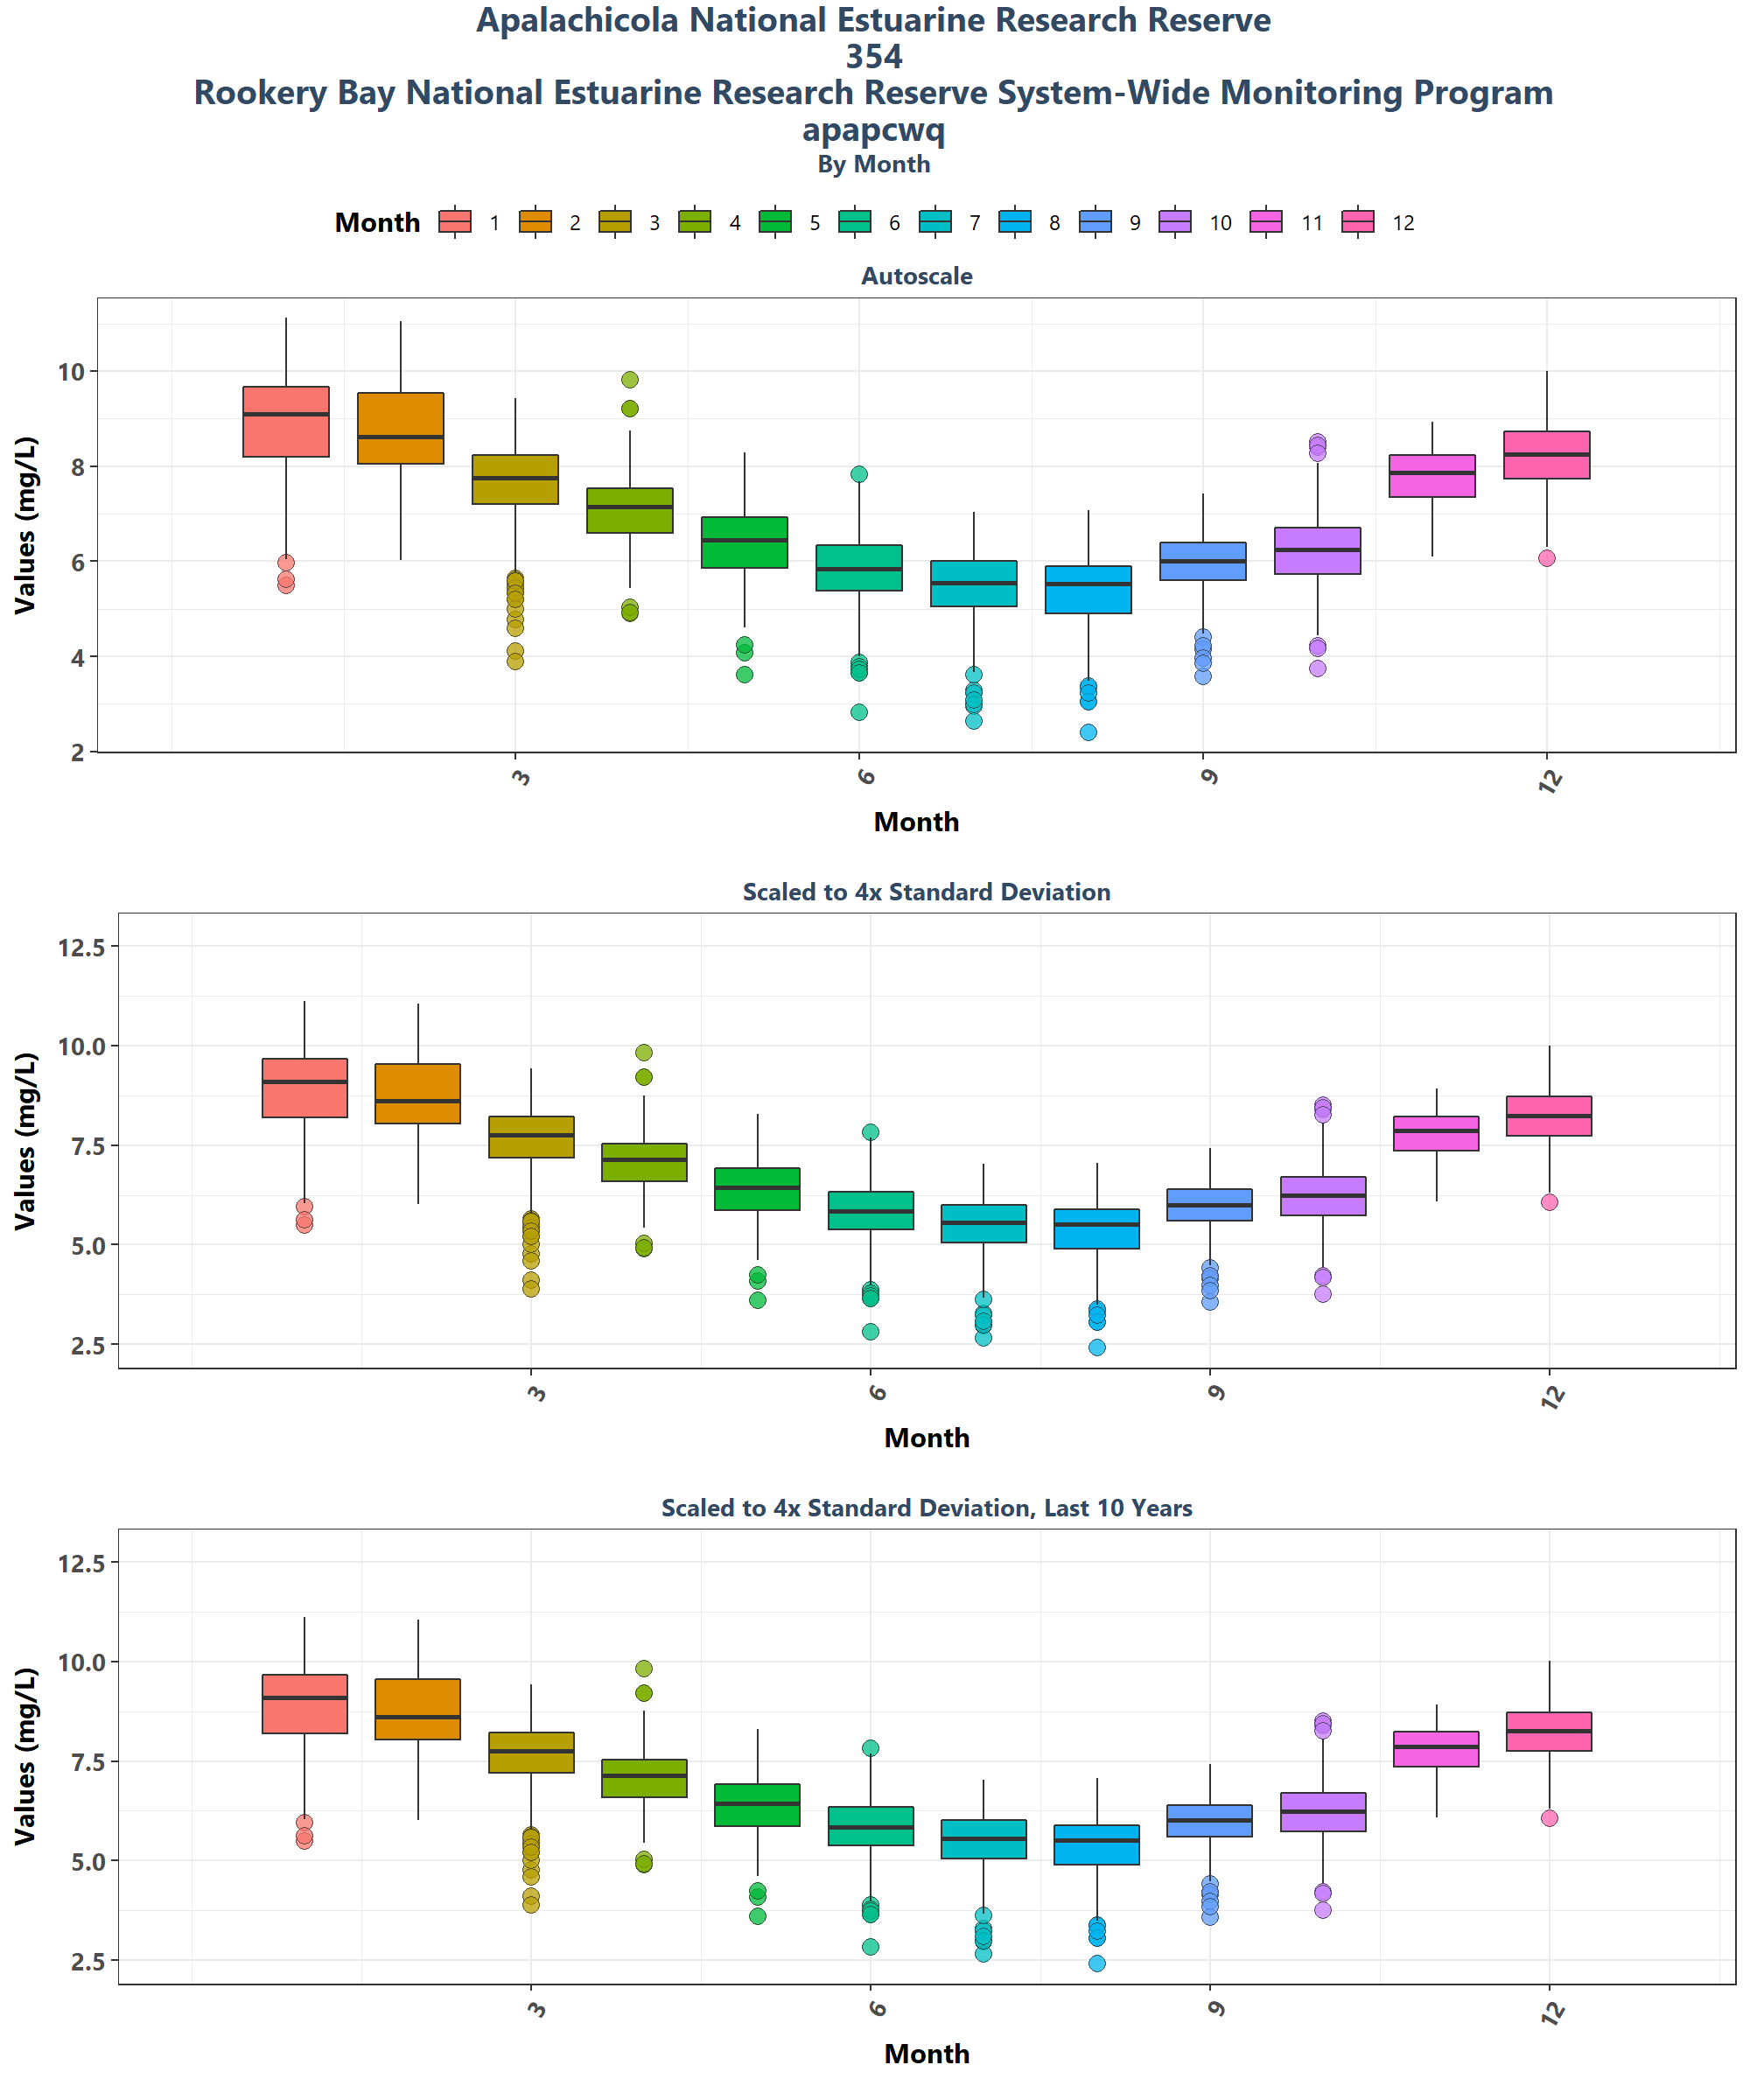 Apalachicola National Estuarine Research Reserve
354
Rookery Bay National Estuarine Research Reserve System-Wide Monitoring Program
apapcwq
By Month
Month 1 2 3 4 5 6 7 8 9 10 11 12
Autoscale
Values (mg/L)
10
8
6
4
2
3 6 9 12
Month
Scaled to 4x Standard Deviation
Values (mg/L)
12.5
10.0
7.5
5.0
2.5
3 6 9 12
Month
Scaled to 4x Standard Deviation, Last 10 Years
Values (mg/L)
12.5
10.0
7.5
5.0
2.5
3 6 9 12
Month